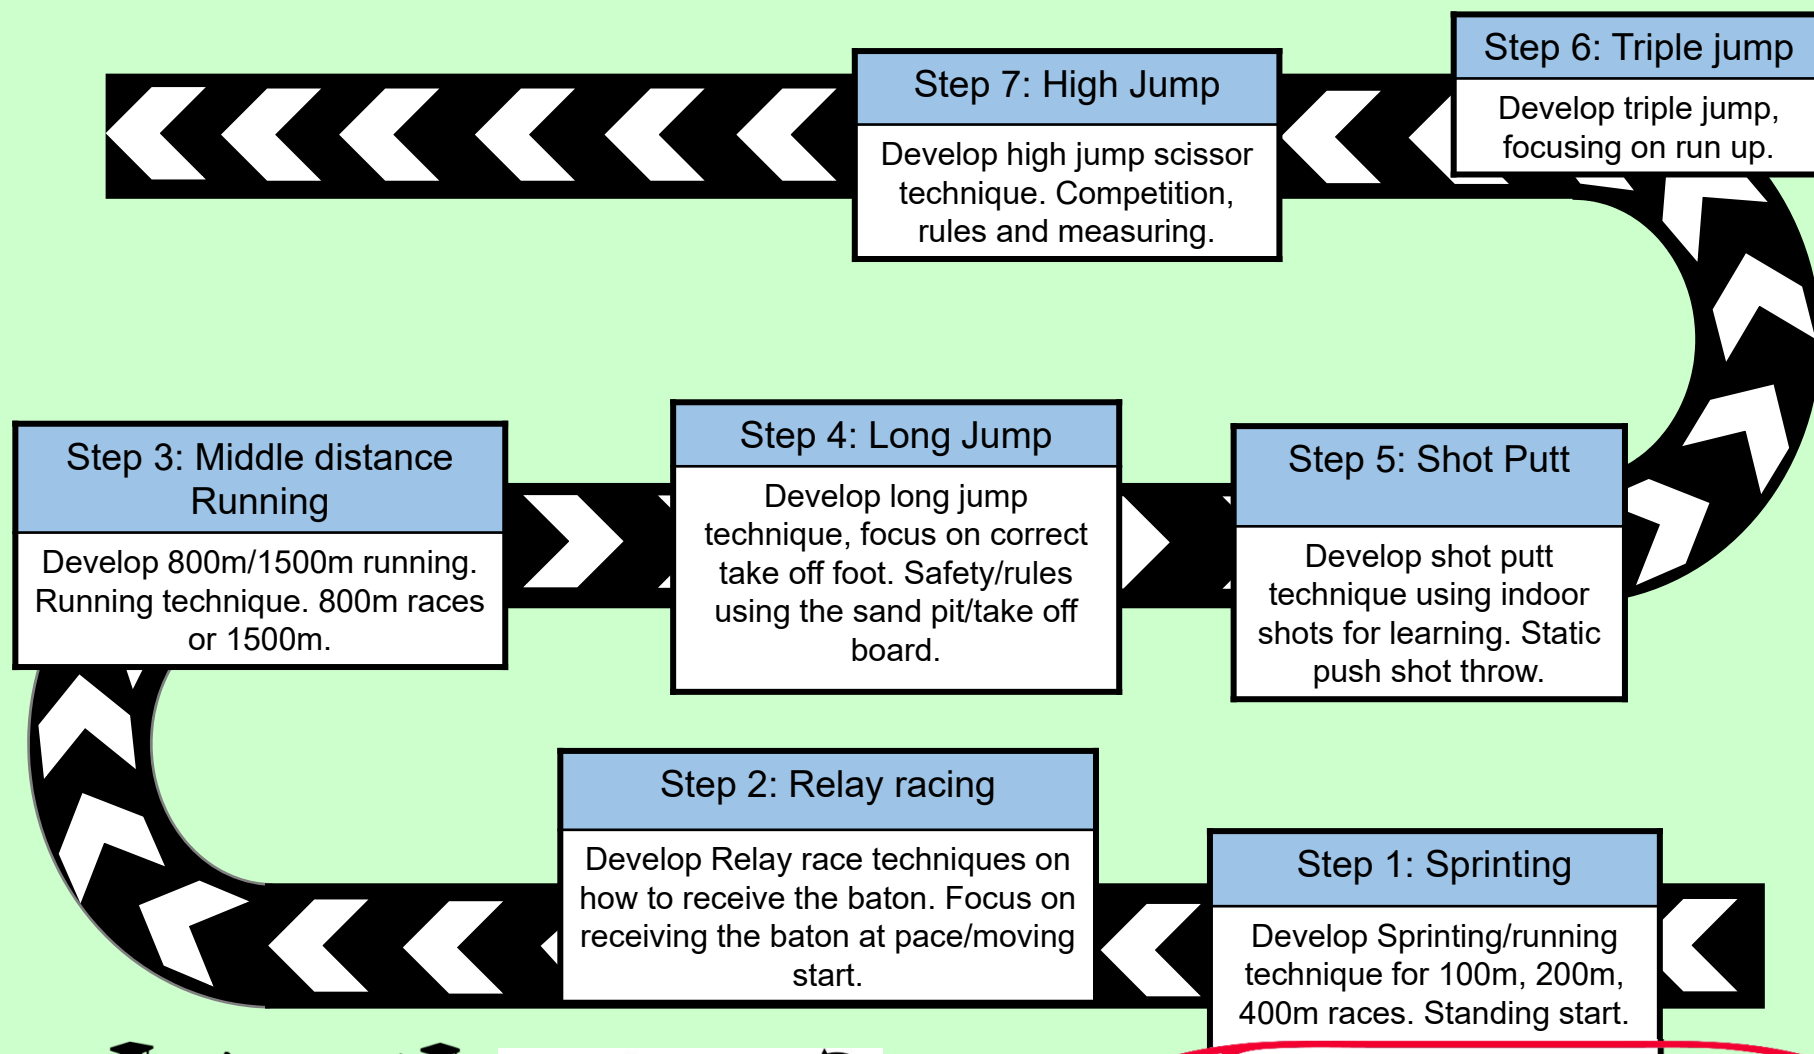 Step 6: Triple jump
Develop triple jump,
focusing on run up.
Step 7: High Jump
Develop high jump scissor
technique. Competition,
rules and measuring.
Step 3: Middle distance
Running
Develop 800m/1500m running.
Running technique. 800m races
or 1500m.
Step 4: Long Jump
Develop long jump
technique, focus on correct
take off foot. Safety/rules
using the sand pit/take off
board.
Step 5: Shot Putt
Develop shot putt
technique using indoor
shots for learning. Static
push shot throw.
Step 2: Relay racing
Develop Relay race techniques on
how to receive the baton. Focus on
receiving the baton at pace/moving
start.
Step 1: Sprinting
Develop Sprinting/running
technique for 100m, 200m,
400m races. Standing start.